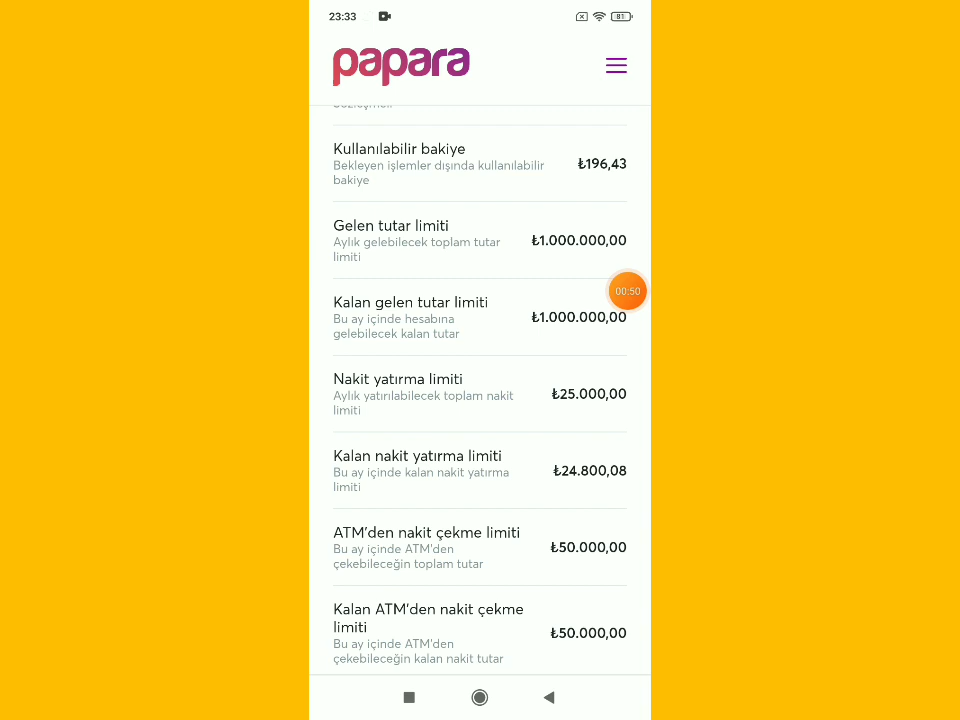 23:33
81
papara
Kullanılabilir bakiye
Bekleyen işlemler dışında kullanılabilir
bakiye
₺196,43
Gelen tutar limiti
Aylık gelebilecek toplam tutar
limiti
₺1.000.000,00
00:50
Kalan gelen tutar limiti
Bu ay içinde hesabına
gelebilecek kalan tutar
₺1.000.000,00
Nakit yatırma limiti
Aylık yatırılabilecek toplam nakit
limiti
₺25.000,00
Kalan nakit yatırma limiti
Bu ay içinde kalan nakit yatırma
limiti
₺24.800,08
ATM'den nakit çekme limiti
Bu ay içinde ATM'den
çekebileceğin toplam tutar
₺50.000,00
Kalan ATM'den nakit çekme
limiti
Bu ay içinde ATM'den
çekebileceğin kalan nakit tutar
₺50.000,00